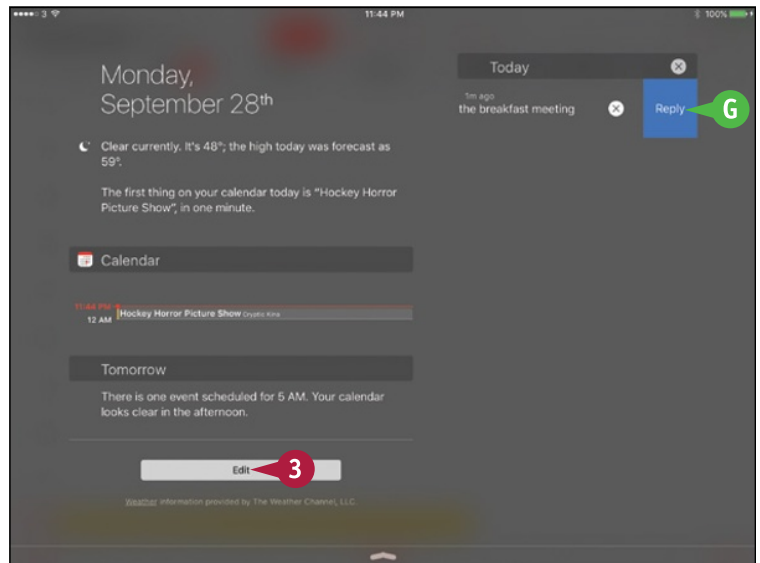 3
11:44 PM
100%
Monday,
September 28th
Clear currently. It's 48°; the high today was forecast as
59°.
The first thing on your calendar today is "Hockey Horror
Picture Show", in one minute.
Calendar
11:44 PM
12 AM
Hockey Horror Picture Show Cryptic Kina
Tomorrow
There is one event scheduled for 5 AM. Your calendar
looks clear in the afternoon.
Edit
3
Weather information provided by The Weather Channel, LLC.
Today
1m ago
the breakfast meeting
Reply
G